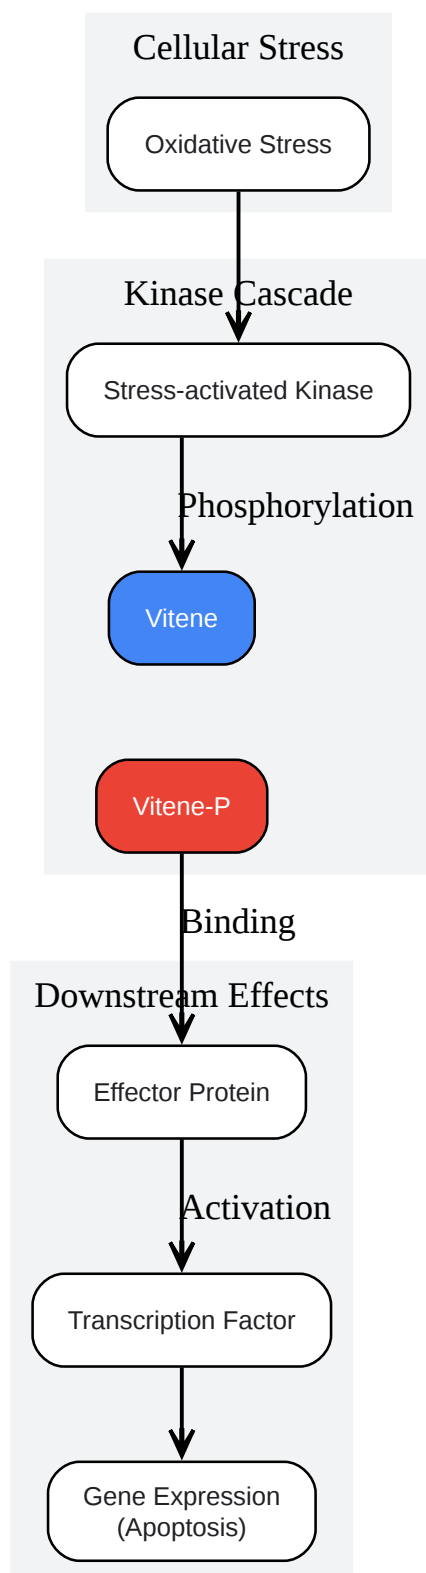 Cellular Stress
Oxidative Stress
Kinase Cascade
Stress-activated Kinase
Phosphorylation
Vitene
Vitene-P
Binding
Downstream Effects
Effector Protein
Activation
Transcription Factor
Gene Expression
(Apoptosis)